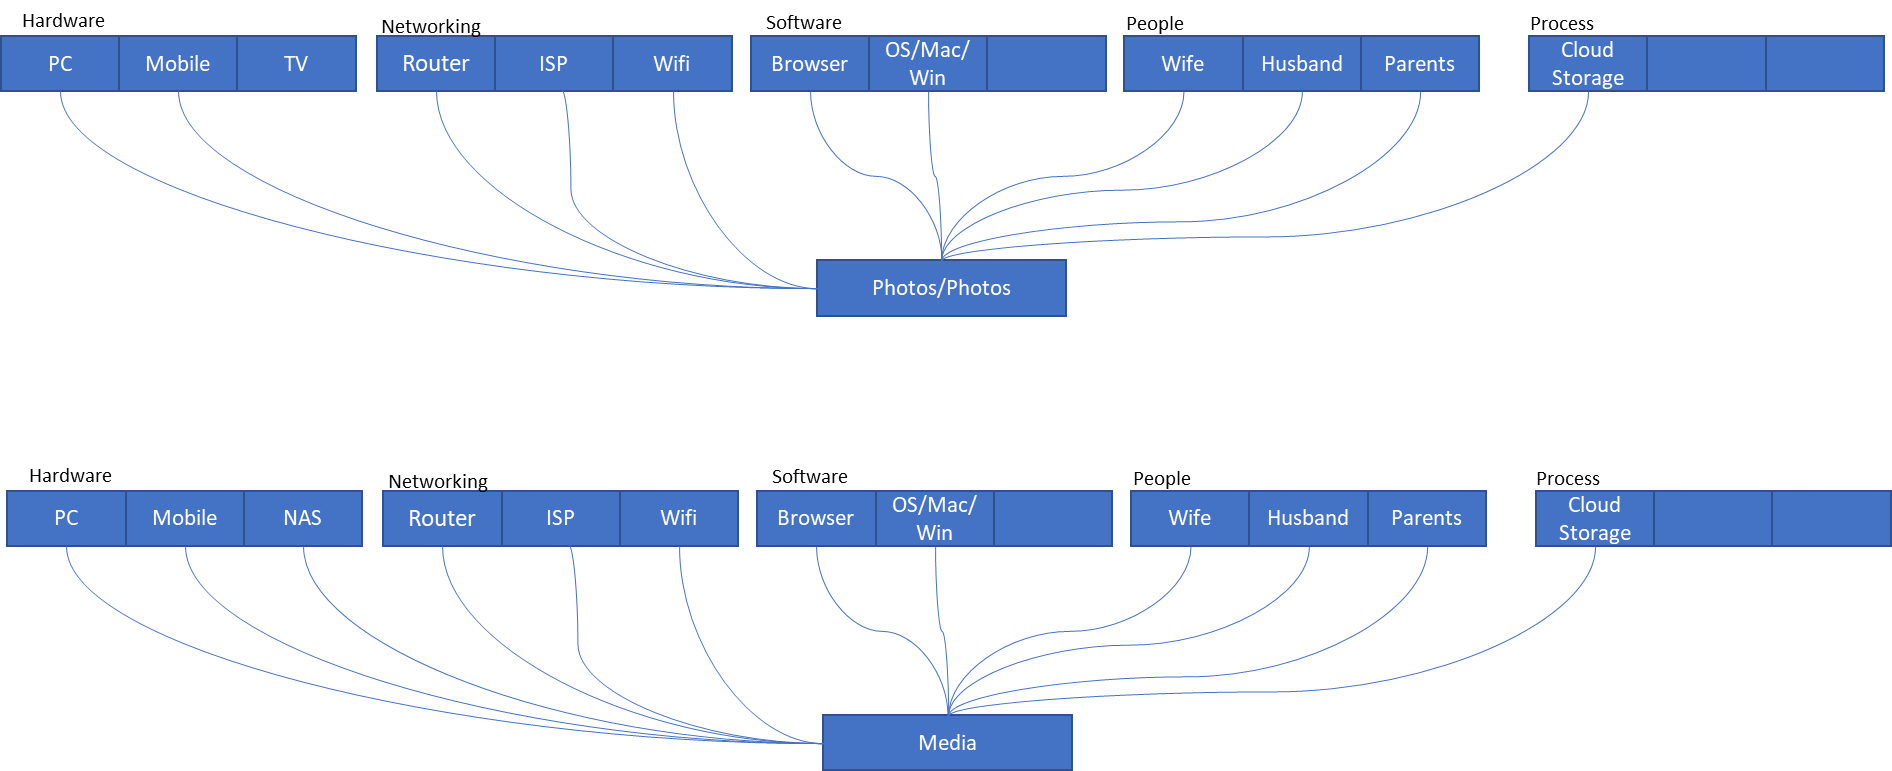 Hardware
Networking
Software
People
Process
PC
Mobile
TV
Router
ISP
Wifi
Browser
OS/Mac/
Win
Wife
Husband
Parents
Cloud
Storage
Photos/Photos
Hardware
Networking
Software
People
Process
PC
Mobile
NAS
Router
ISP
Wifi
Browser
OS/Mac/
Win
Wife
Husband
Parents
Cloud
Storage
Media